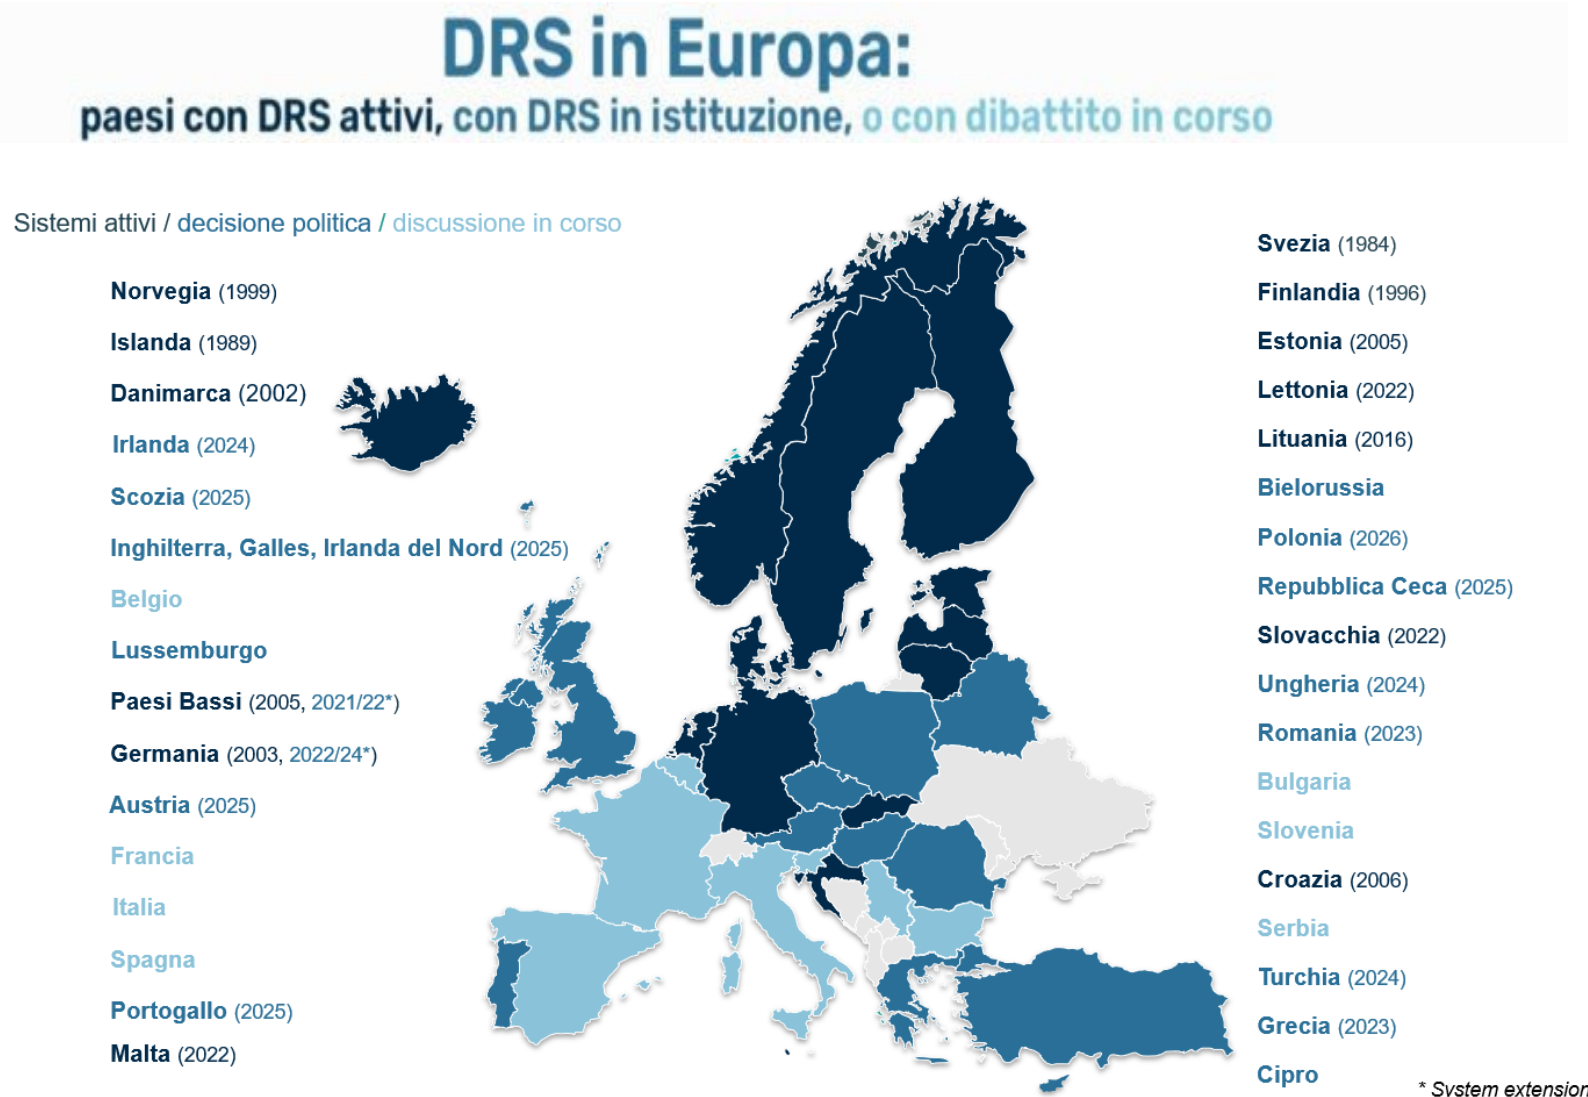 DRS in Europa:
paesi con DRS attivi, con DRS in istituzione, o con dibattito in corso
Sistemi attivi / decisione politica / discussione in corso
Norvegia (1999)
Islanda (1989)
Danimarca (2002)
Irlanda (2024)
Scozia (2025)
Inghilterra, Galles, Irlanda del Nord (2025)
Belgio
Lussemburgo
Paesi Bassi (2005, 2021/22*)
Germania (2003, 2022/24*)
Austria (2025)
Francia
Italia
Spagna
Portogallo (2025)
Malta (2022)
Svezia (1984)
Finlandia (1996)
Estonia (2005)
Lettonia (2022)
Lituania (2016)
Bielorussia
Polonia (2026)
Repubblica Ceca (2025)
Slovacchia (2022)
Ungheria (2024)
Romania (2023)
Bulgaria
Slovenia
Croazia (2006)
Serbia
Turchia (2024)
Grecia (2023)
Cipro
* System extension